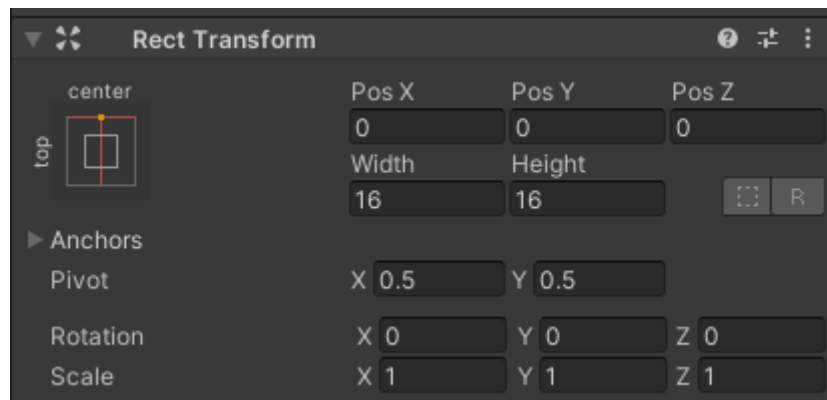 Rect Transform
center
top
Pos X Pos Y Pos Z
0 0 0
Width Height
16 16
R
Anchors
Pivot X 0.5 Y 0.5
Rotation X 0 Y 0 Z 0
Scale X 1 Y 1 Z 1